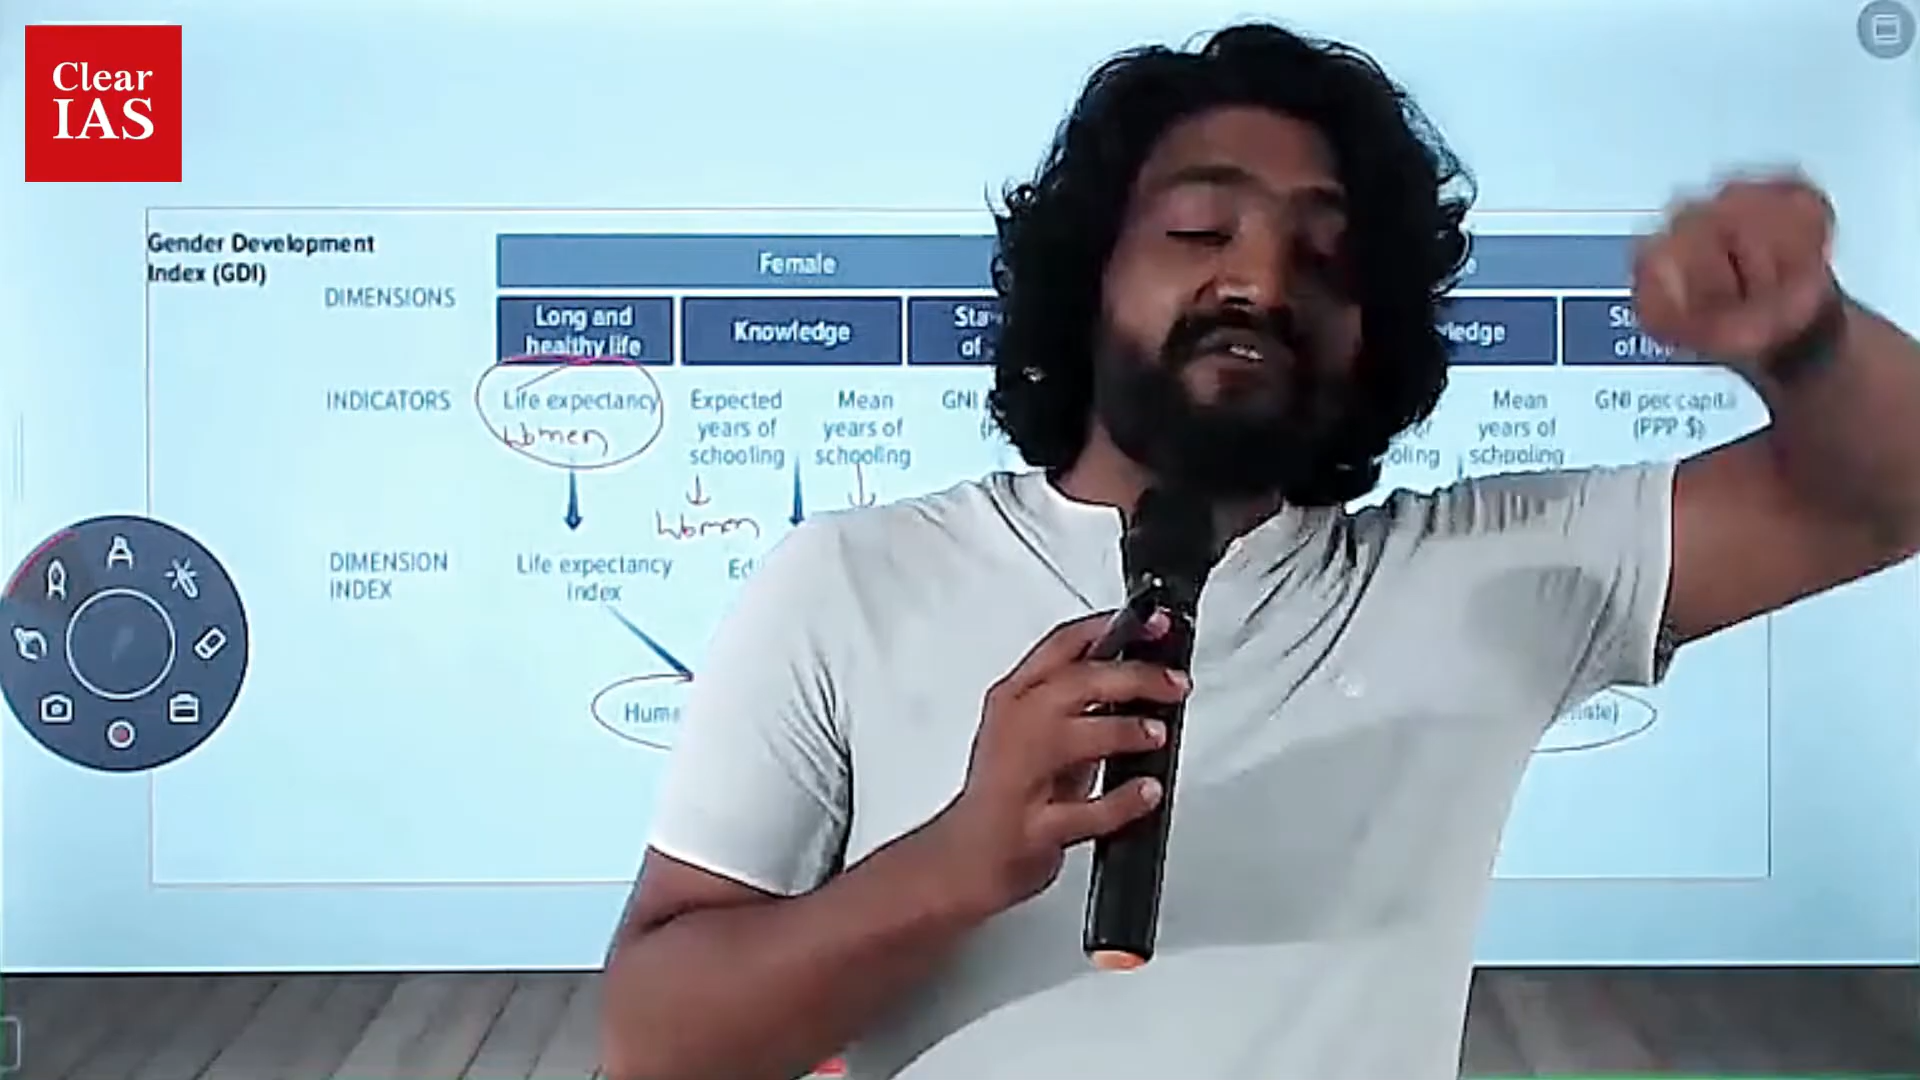 Clear
IAS
Gender Development
Index (GDI)
DIMENSIONS
Female
Long and
healthy life
Knowledge
INDICATORS
Life expectancy
Women
Expected
years of
schooling
Mean
years of
schooling
GNI
Mean
years of
schooling
GNI per capita
(PPP $)
Women
DIMENSION
INDEX
Life expectancy
index